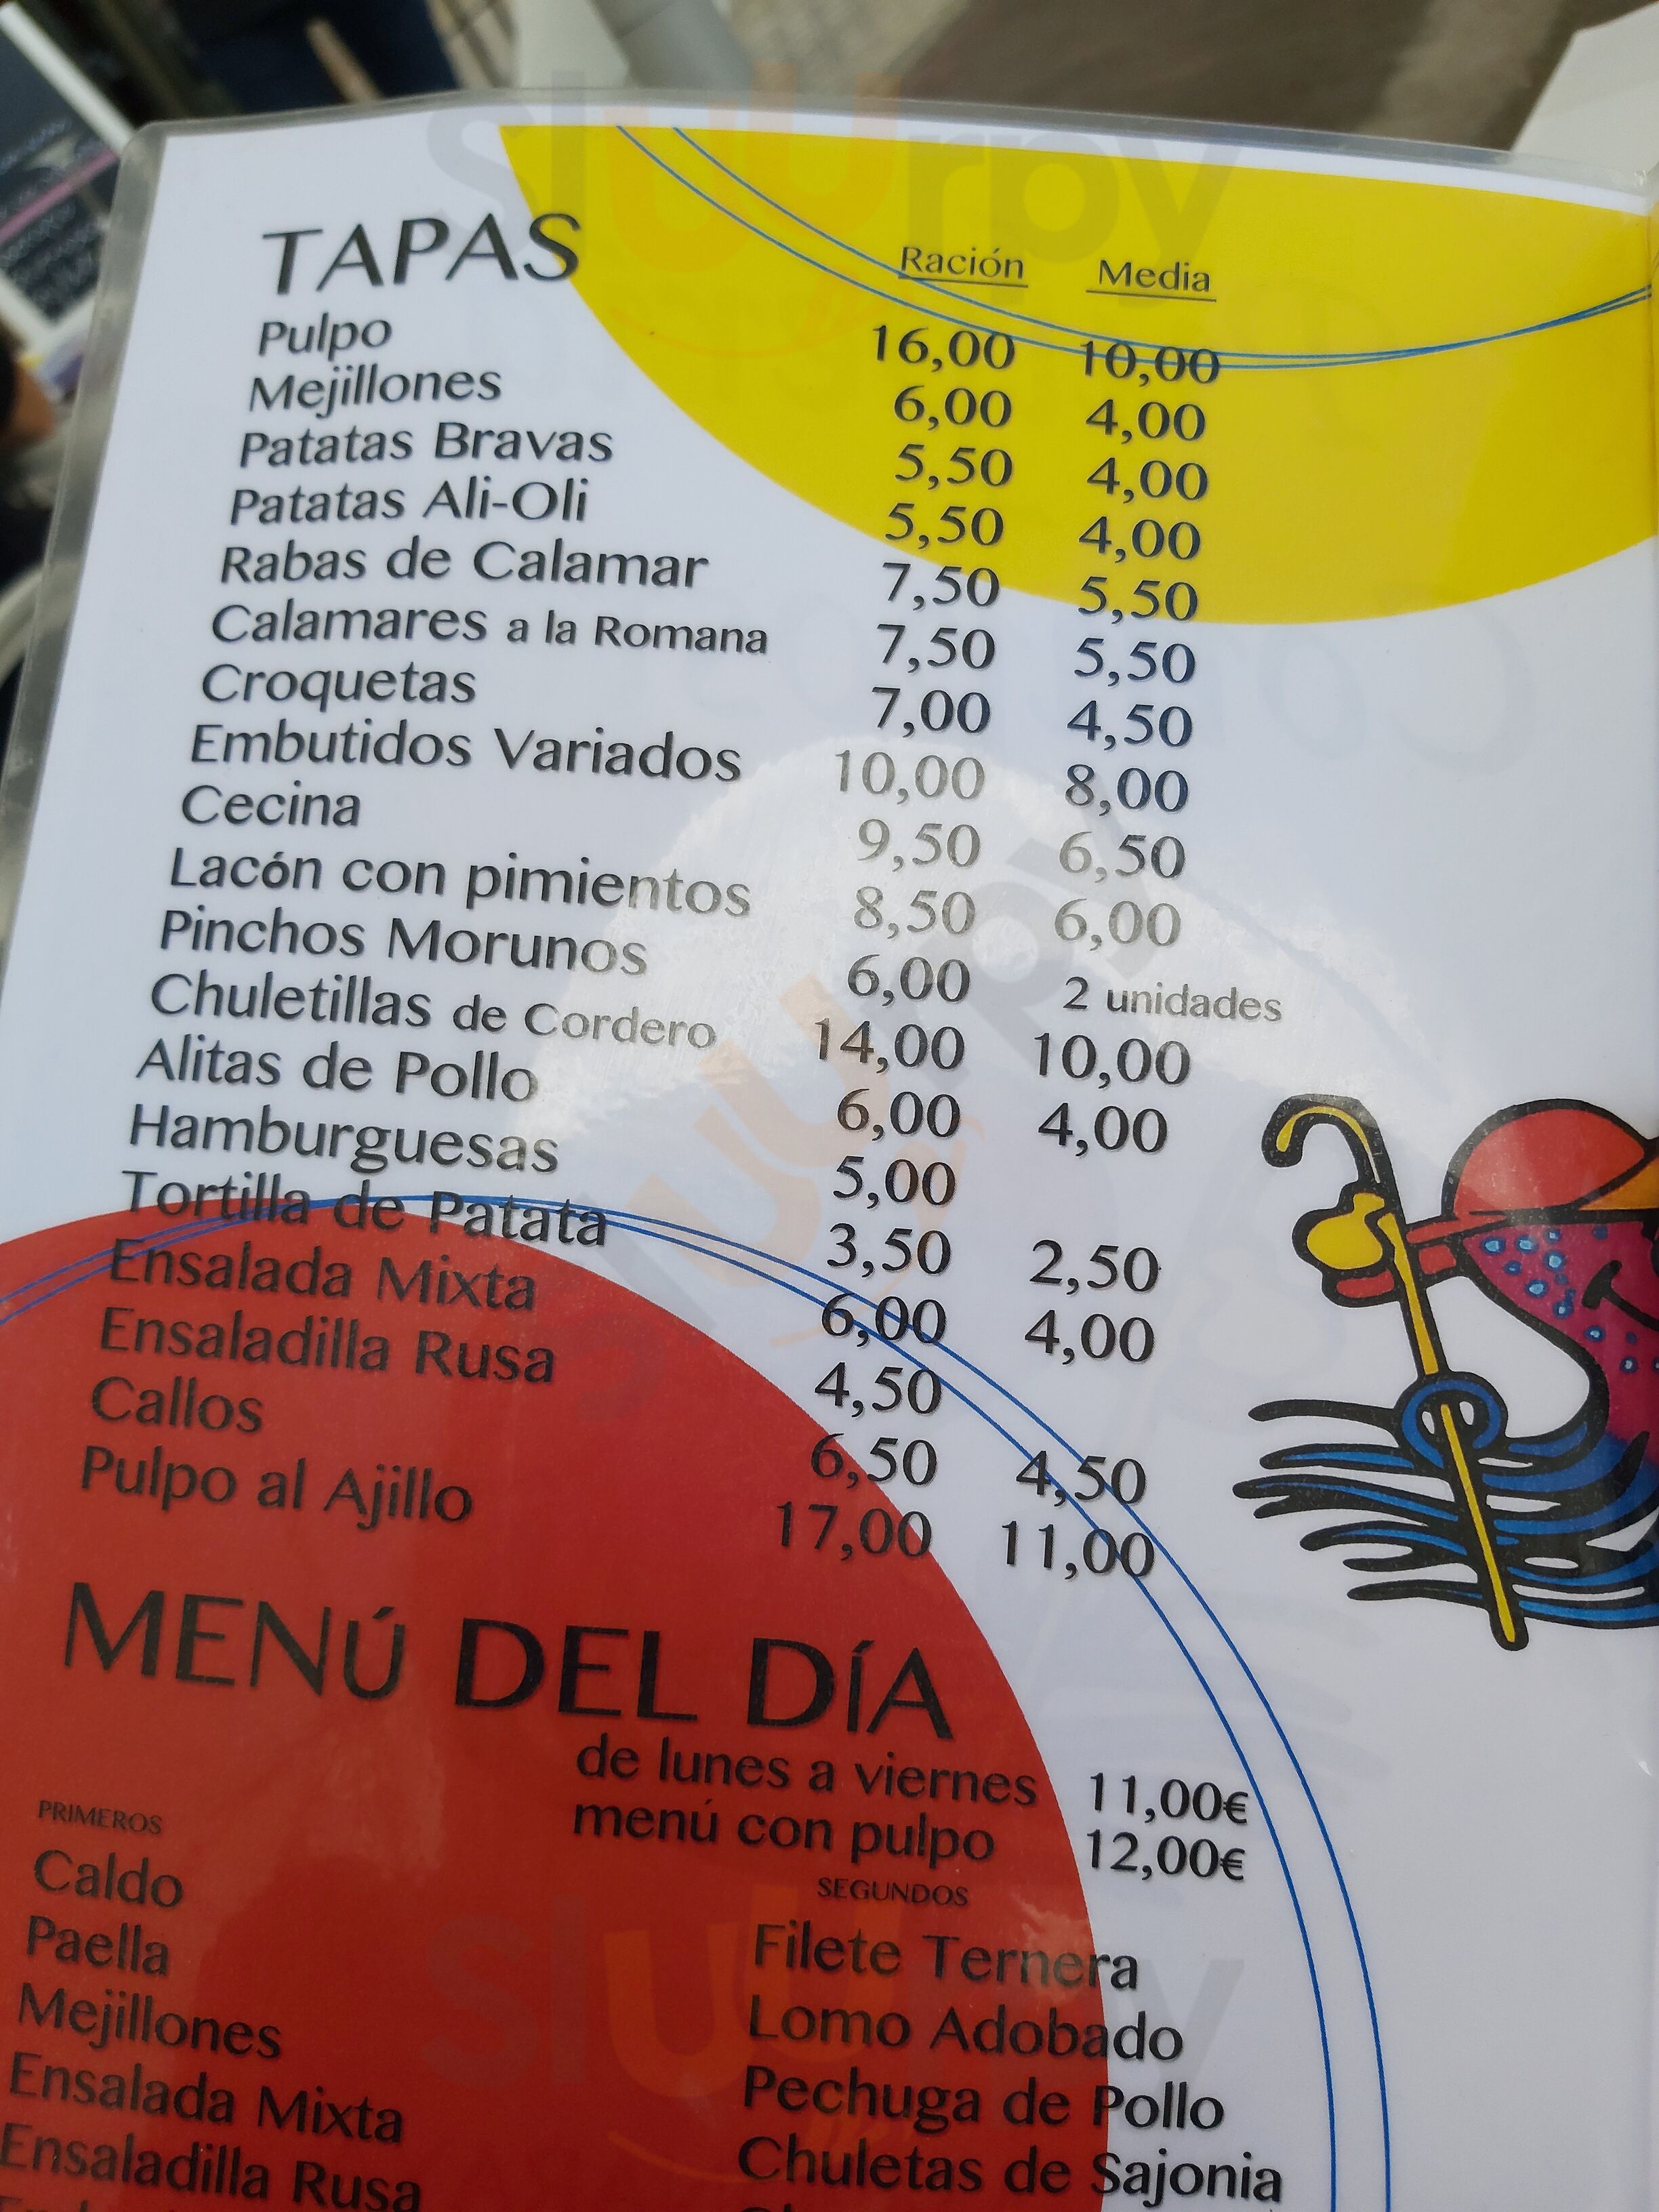 TAPAS Ración Media
Pulpo 16,00 10,00
Mejillones 6,00 4,00
Patatas Bravas 5,50 4,00
Patatas Ali-Oli 5,50 4,00
Rabas de Calamar 7,50 5,50
Calamares a la Romana 7,50 5,50
Croquetas 7,00 4,50
Embutidos Variados 10,00 8,00
Cecina 9,50 6,50
Lacón con pimientos 8,50 6,00
Pinchos Morunos 6,00 2 unidades
Chuletillas de Cordero 14,00 10,00
Alitas de Pollo 6,00 4,00
Hamburguesas 5,00
Tortilla de Patata 3,50 2,50
Ensalada Mixta 6,00 4,00
Ensaladilla Rusa 4,50
Callos 6,50 4,50
Pulpo al Ajillo 17,00 11,00
MENÚ DEL DÍA
de lunes a viernes 11,00€
menú con pulpo 12,00€
PRIMEROS
Caldo
Paella
Mejillones
Ensalada Mixta
Ensaladilla Rusa
SEGUNDOS
Filete Ternera
Lomo Adobado
Pechuga de Pollo
Chuletas de Sajonia
sluurpy
sluurpy
sluurpy